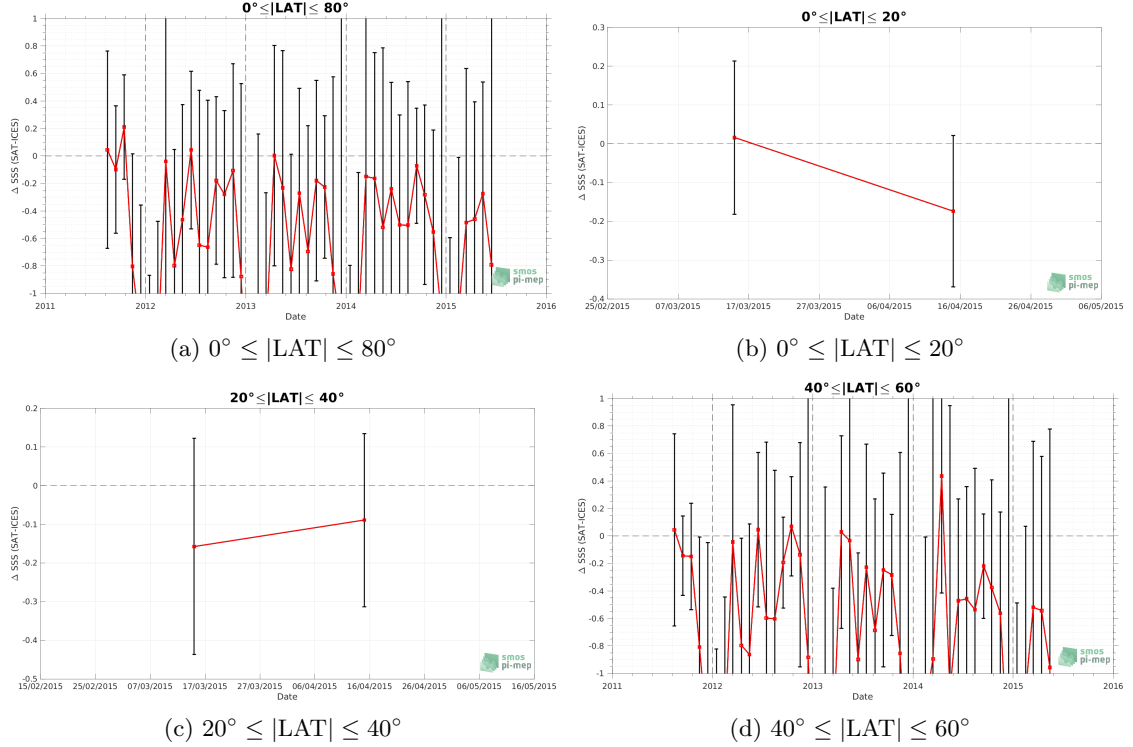 0°≤|LAT|≤ 80°
Δ SSS (SAT-ICES)
1
0.8
0.6
0.4
0.2
0
-0.2
-0.4
-0.6
-0.8
-1
2011
2012
2013
2014
2015
2016
Date
smos
pi-mep
(a) 0° ≤ |LAT| ≤ 80°
0°≤|LAT|≤ 20°
Δ SSS (SAT-ICES)
0.3
0.2
0.1
0
-0.1
-0.2
-0.3
-0.4
25/02/2015
07/03/2015
17/03/2015
27/03/2015
06/04/2015
16/04/2015
26/04/2015
06/05/2015
Date
smos
pi-mep
(b) 0° ≤ |LAT| ≤ 20°
20°≤|LAT|≤ 40°
Δ SSS (SAT-ICES)
0.2
0.1
0
-0.1
-0.2
-0.3
-0.4
-0.5
15/02/2015
25/02/2015
07/03/2015
17/03/2015
27/03/2015
06/04/2015
16/04/2015
26/04/2015
06/05/2015
16/05/2015
Date
smos
pi-mep
(c) 20° ≤ |LAT| ≤ 40°
40°≤|LAT|≤ 60°
Δ SSS (SAT-ICES)
1
0.8
0.6
0.4
0.2
0
-0.2
-0.4
-0.6
-0.8
-1
2011
2012
2013
2014
2015
2016
Date
smos
pi-mep
(d) 40° ≤ |LAT| ≤ 60°